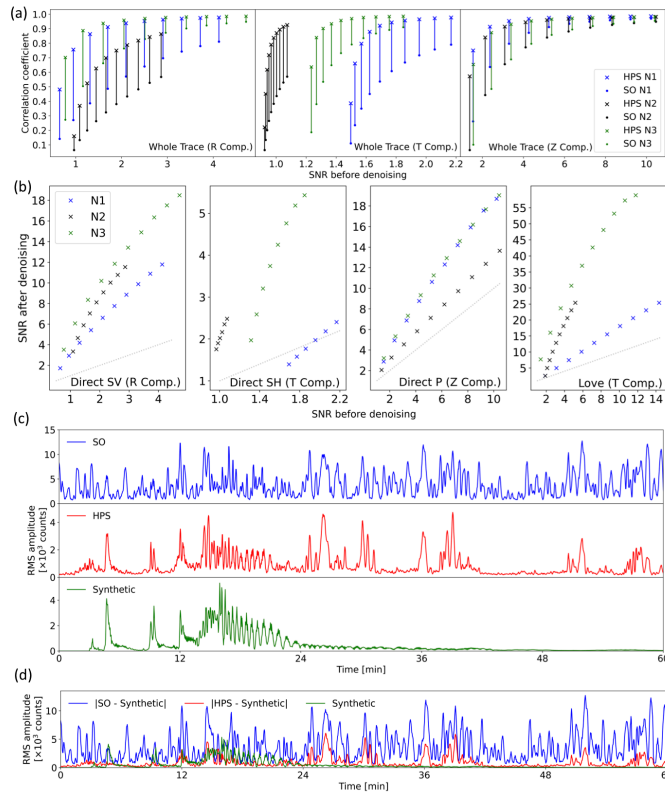 (a)
Correlation coefficient
1.0
0.9
0.8
0.7
0.6
0.5
0.4
0.3
0.2
0.1
Whole Trace (R Comp.)
Whole Trace (T Comp.)
Whole Trace (Z Comp.)
HPS N1
SO N1
HPS N2
SO N2
HPS N3
SO N3
1 2 3 4
1.0 1.2 1.4 1.6 1.8 2.0 2.2
2 4 6 8 10
SNR before denoising
(b)
SNR after denoising
N1
N2
N3
18
16
14
12
10
8
6
4
2
Direct SV (R Comp.)
1 2 3 4
5
4
3
2
1
Direct SH (T Comp.)
1.0 1.4 1.8 2.2
18
16
14
12
10
8
6
4
2
Direct P (Z Comp.)
2 4 6 8 10
55
50
45
40
35
30
25
20
15
10
5
Love (T Comp.)
2 4 6 8 10 12 14
SNR before denoising
(c)
RMS amplitude
[×10³ counts]
15
10
5
0
SO
4
2
0
HPS
4
2
0
Synthetic
0 12 24 36 48 60
Time [min]
(d)
RMS amplitude
[×10³ counts]
10
5
0
|SO - Synthetic|
|HPS - Synthetic|
Synthetic
0 12 24 36 48 60
Time [min]